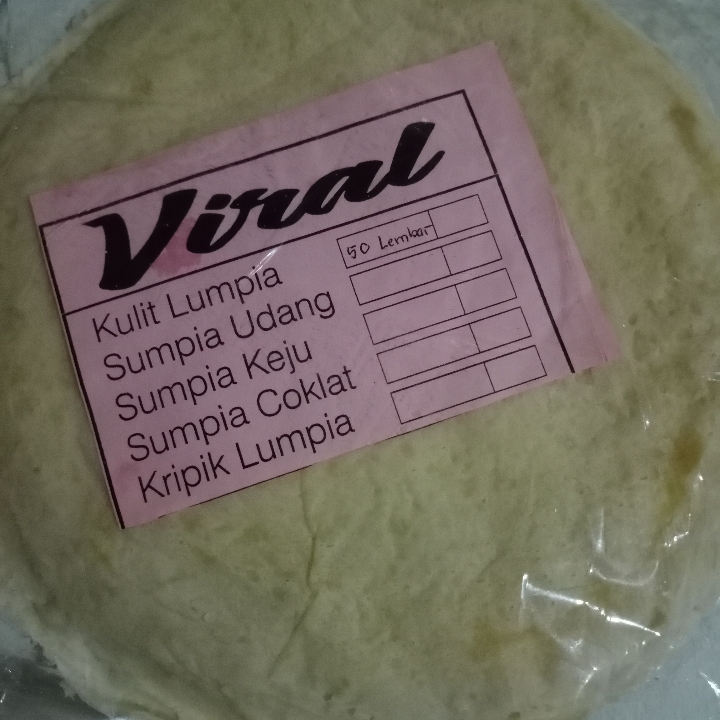 Viral
Kulit Lumpia 50 Lembar
Sumpia Udang
Sumpia Keju
Sumpia Coklat
Kripik Lumpia